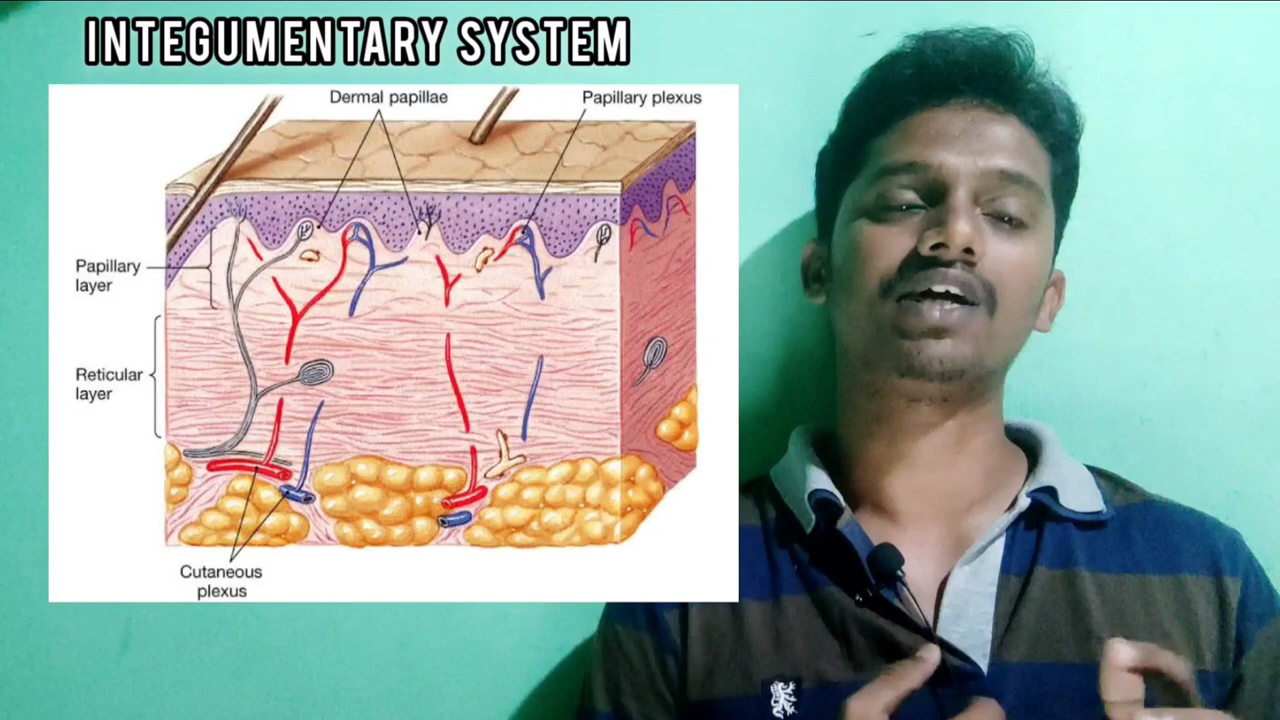 INTEGUMENTARY SYSTEM
Dermal papillae
Papillary plexus
Papillary
layer
Reticular
layer
Cutaneous
plexus